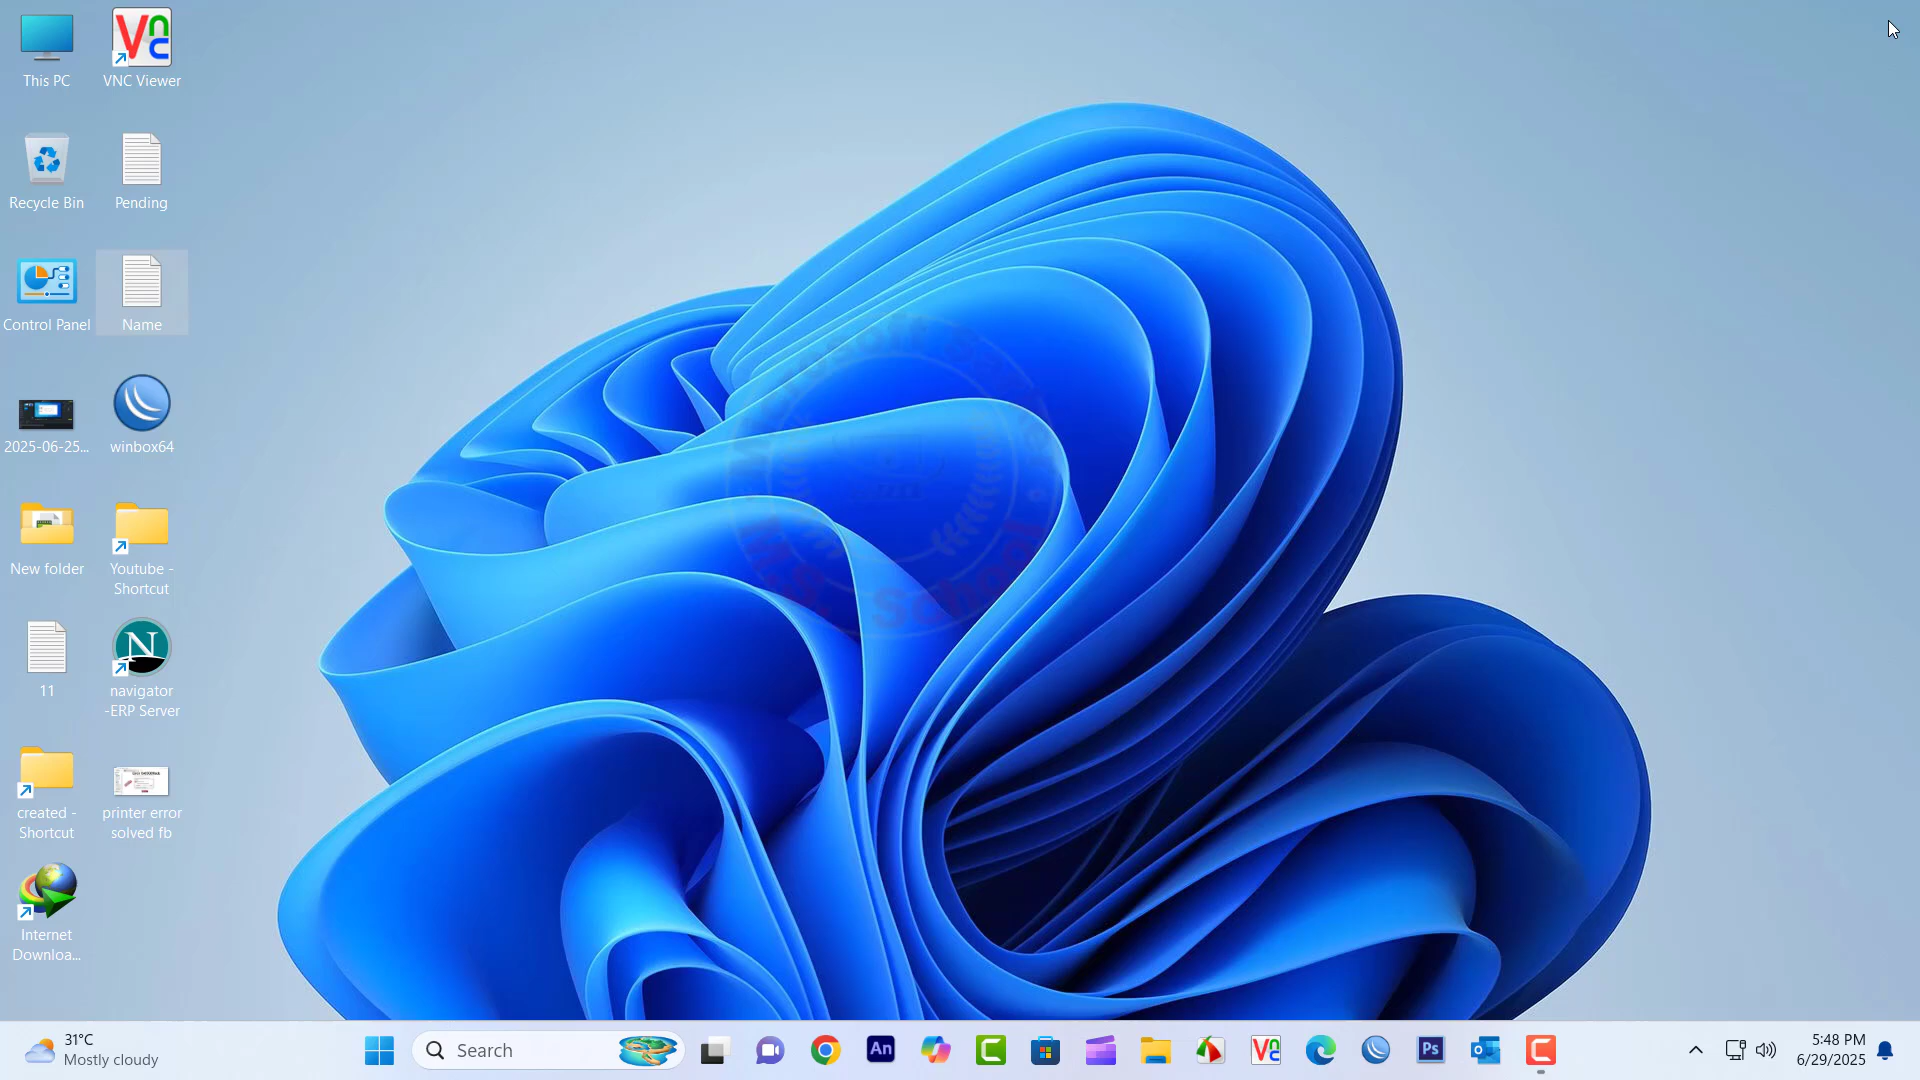 This PC
VNC Viewer
Recycle Bin
Pending
Control Panel
Name
2025-06-25...
winbox64
New folder
Youtube -
Shortcut
11
navigator
-ERP Server
created -
Shortcut
printer error
solved fb
Internet
Downloa...
31°C
Mostly cloudy
Search
An
Ps
5:48 PM
6/29/2025